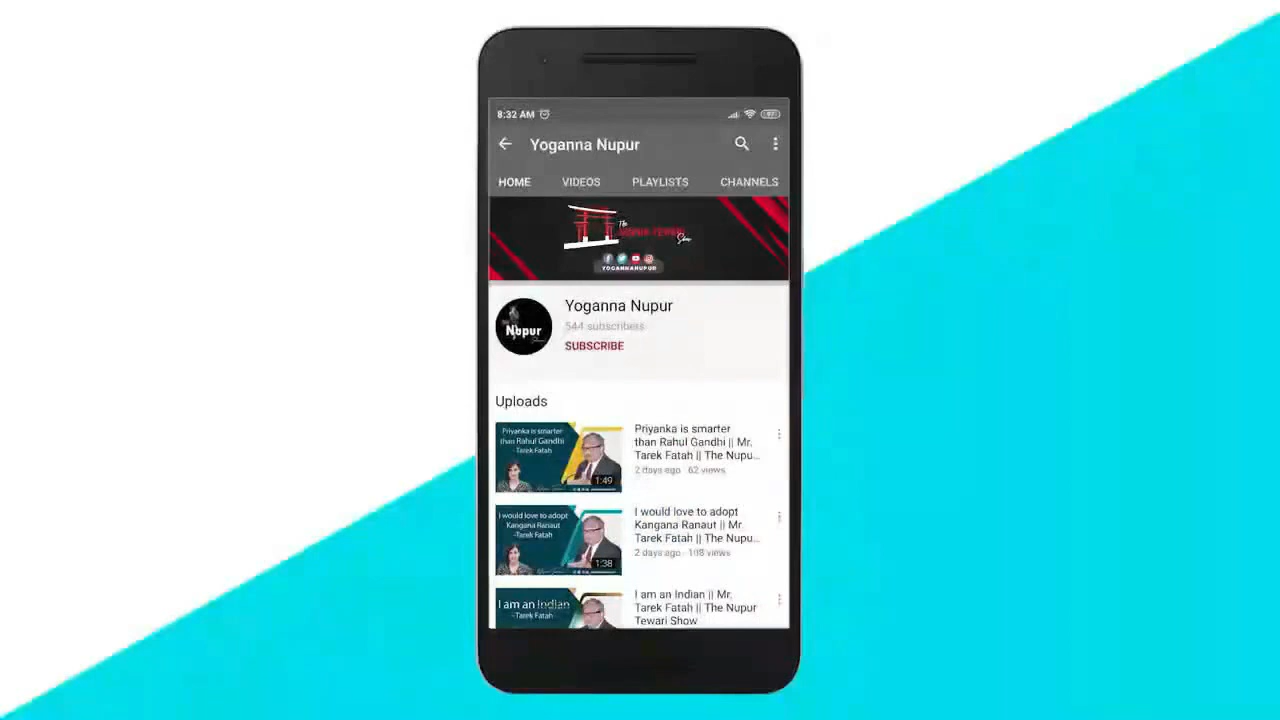 8:32 AM
Yoganna Nupur
HOME VIDEOS PLAYLISTS CHANNELS
The
NUPUR TEWARI
Show
YOGANNANUPUR
Nupur
Yoganna Nupur
544 subscribers
SUBSCRIBE
Uploads
Priyanka is smarter
than Rahul Gandhi
-Tarek Fatah
1:49
Priyanka is smarter
than Rahul Gandhi || Mr.
Tarek Fatah || The Nupu...
2 days ago · 62 views
I would love to adopt
Kangana Ranaut
-Tarek Fatah
1:38
I would love to adopt
Kangana Ranaut || Mr
Tarek Fatah || The Nupu...
2 days ago · 108 views
I am an Indian
-Tarek Fatah
I am an Indian || Mr.
Tarek Fatah || The Nupur
Tewari Show